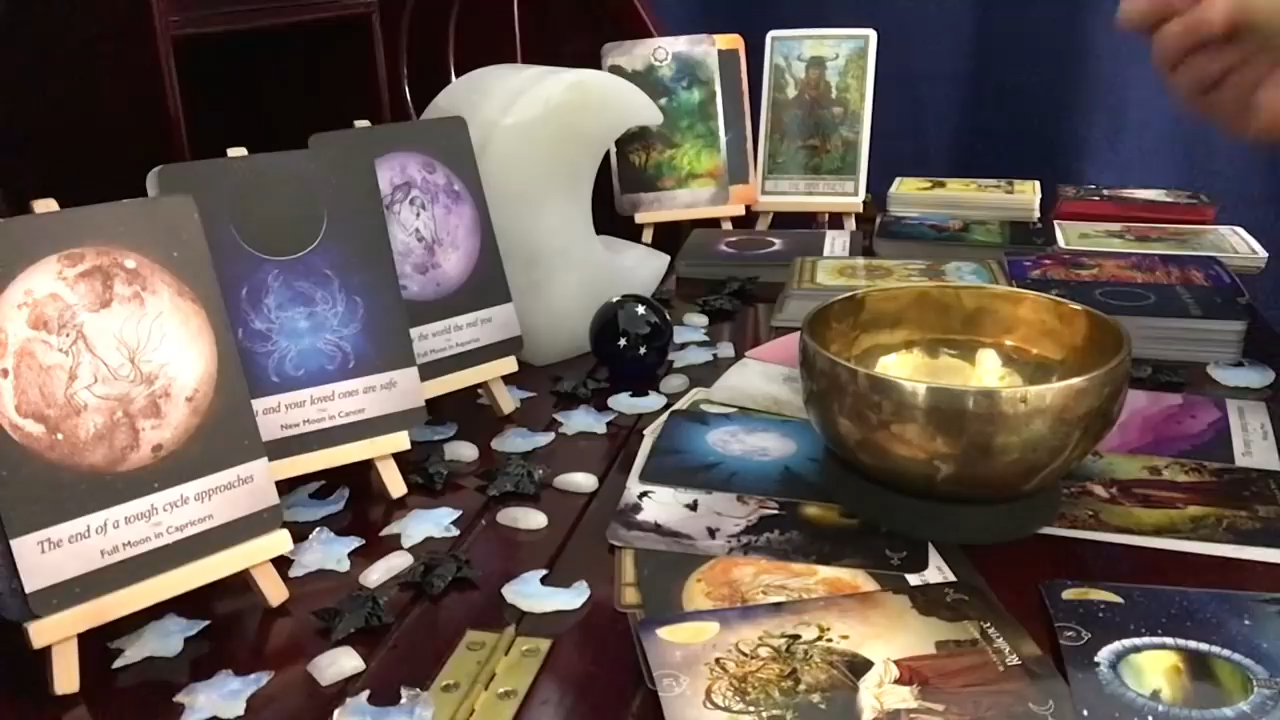 The end of a tough cycle approaches
Full Moon in Capricorn
and your loved ones are safe
New Moon in Cancer
the world the real you
Full Moon in Aquarius
Resilience